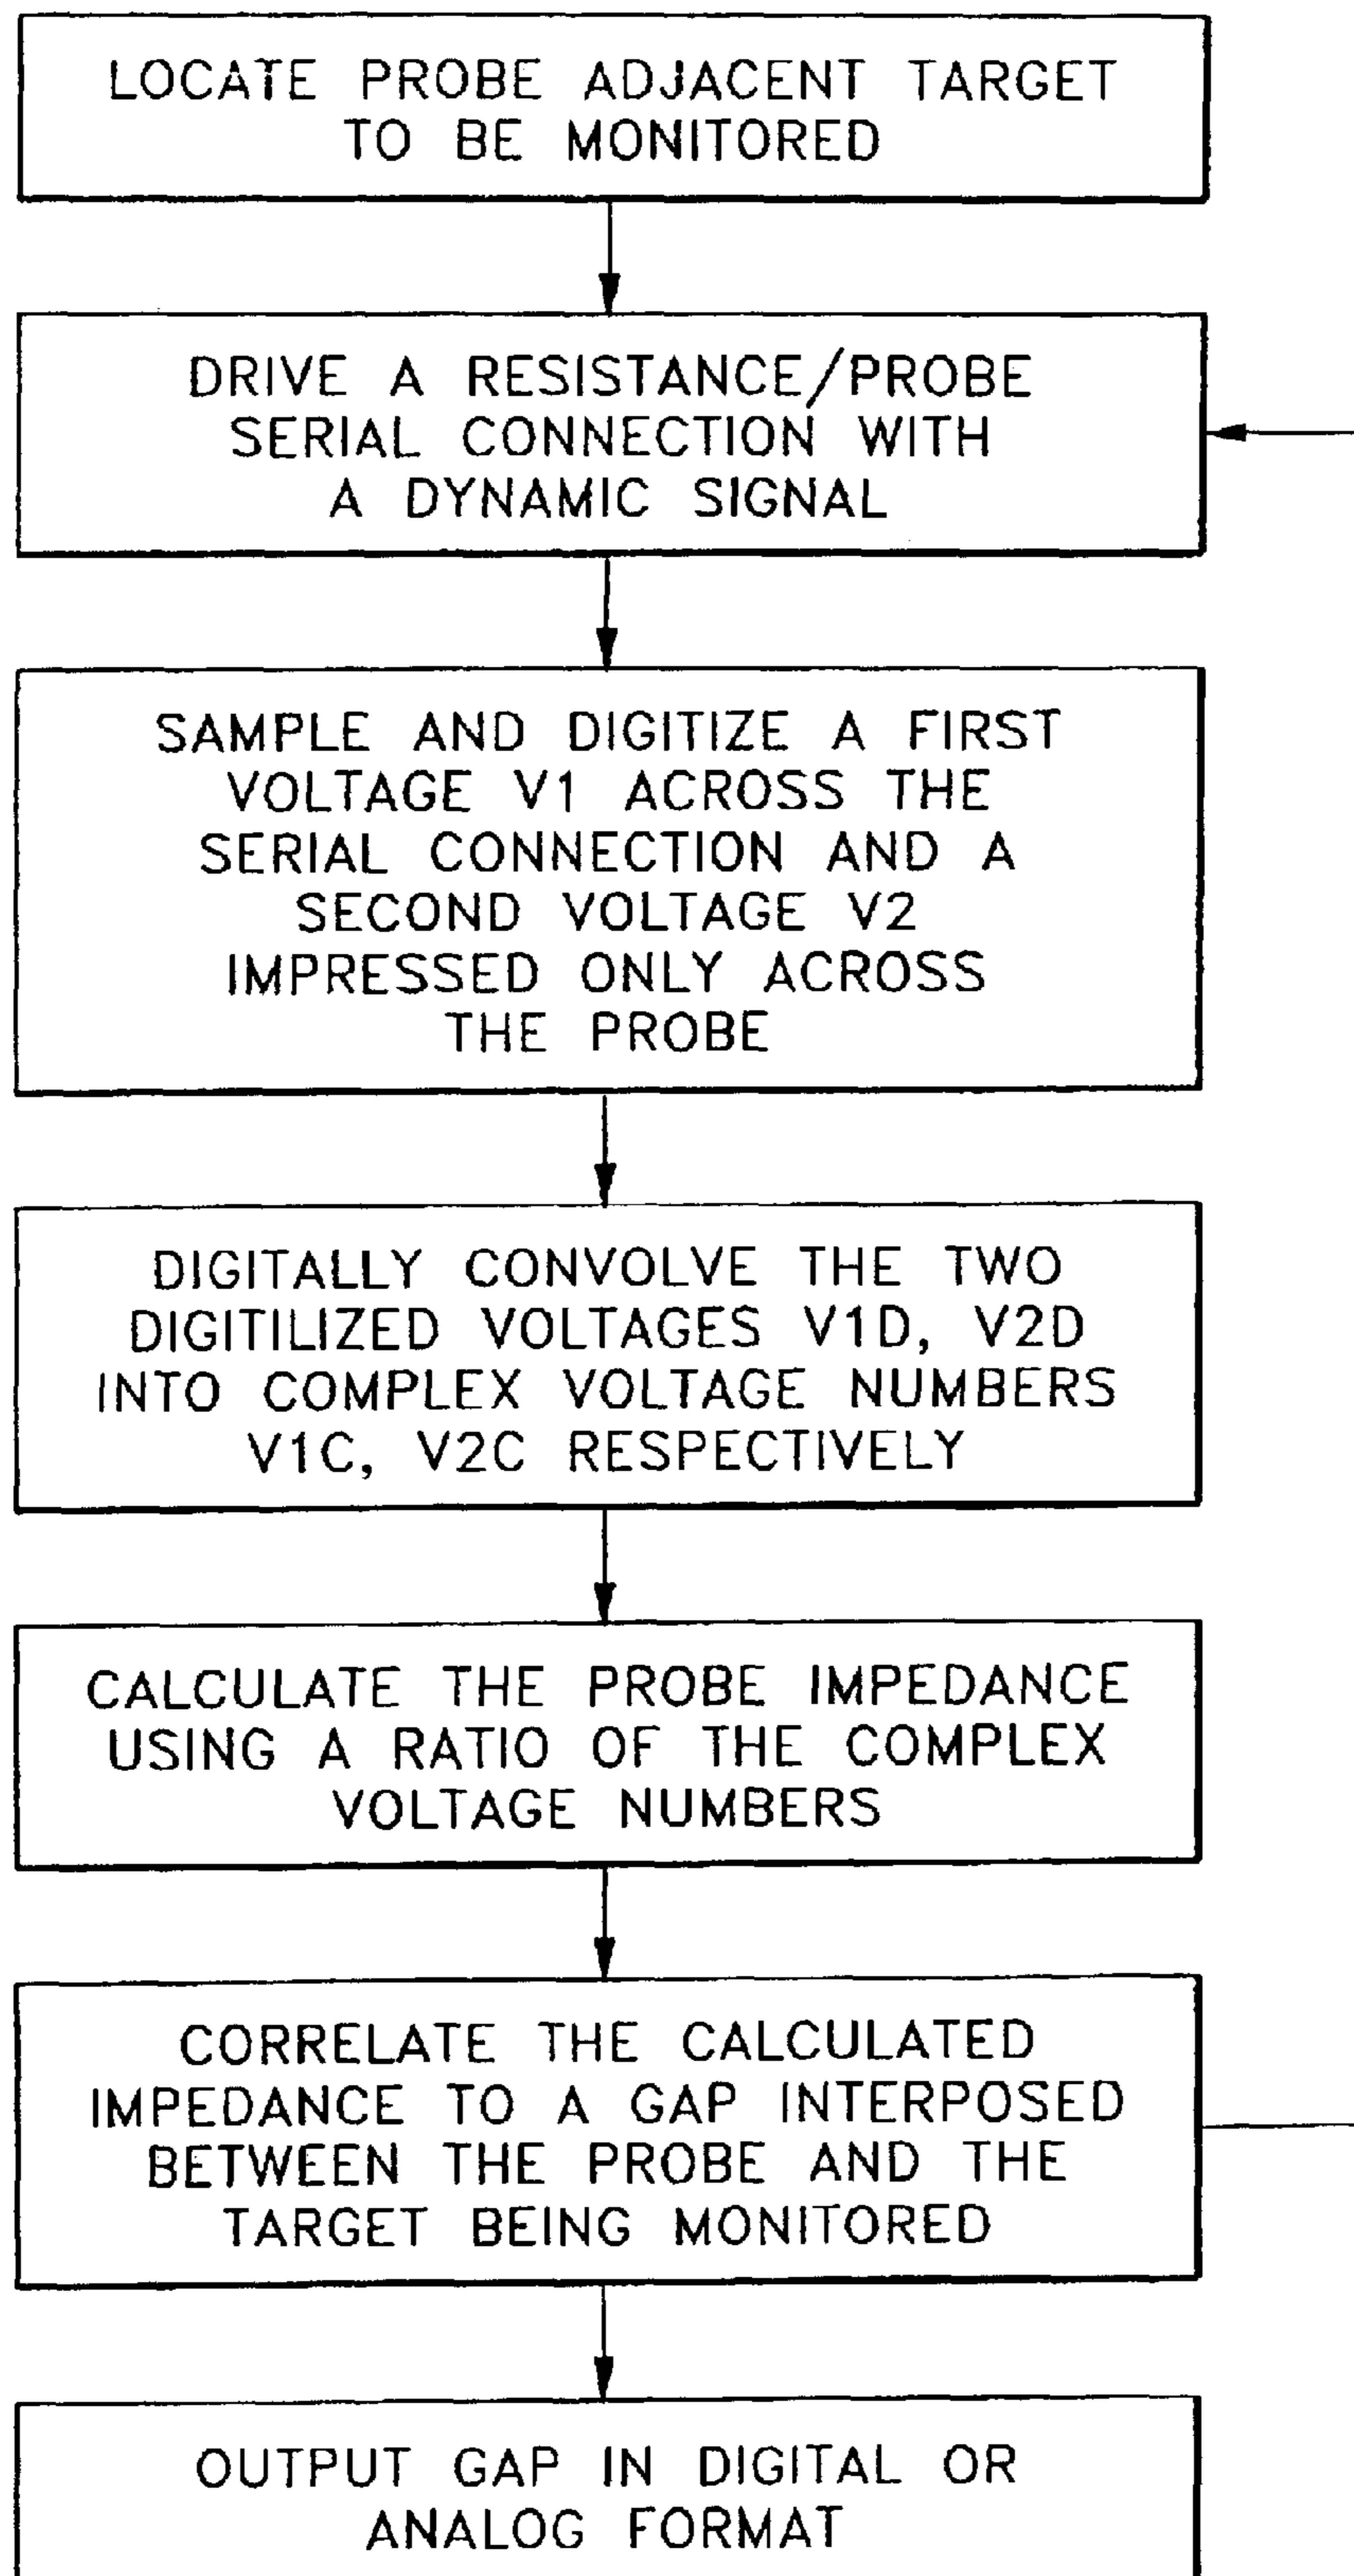 LOCATE PROBE ADJACENT TARGET
TO BE MONITORED
DRIVE A RESISTANCE/PROBE
SERIAL CONNECTION WITH
A DYNAMIC SIGNAL
SAMPLE AND DIGITIZE A FIRST
VOLTAGE V1 ACROSS THE
SERIAL CONNECTION AND A
SECOND VOLTAGE V2
IMPRESSED ONLY ACROSS
THE PROBE
DIGITALLY CONVOLVE THE TWO
DIGITILIZED VOLTAGES V1D, V2D
INTO COMPLEX VOLTAGE NUMBERS
V1C, V2C RESPECTIVELY
CALCULATE THE PROBE IMPEDANCE
USING A RATIO OF THE COMPLEX
VOLTAGE NUMBERS
CORRELATE THE CALCULATED
IMPEDANCE TO A GAP INTERPOSED
BETWEEN THE PROBE AND THE
TARGET BEING MONITORED
OUTPUT GAP IN DIGITAL OR
ANALOG FORMAT